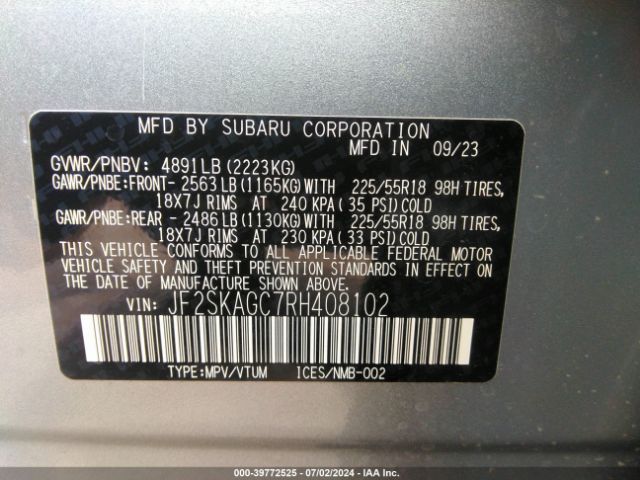 MFD BY SUBARU CORPORATION
MFD IN 09/23
GVWR/PNBV: 4891LB(2223KG)
GAWR/PNBE:FRONT- 2563LB(1165KG)WITH 225/55R18 98H TIRES,
18X7J RIMS AT 240 KPA(35 PSI)COLD
GAWR/PNBE:REAR - 2486LB(1130KG)WITH 225/55R18 98H TIRES,
18X7J RIMS AT 230 KPA(33 PSI)COLD
THIS VEHICLE CONFORMS TO ALL APPLICABLE FEDERAL MOTOR
VEHICLE SAFETY AND THEFT PREVENTION STANDARDS IN EFFECT ON
THE DATE OF MANUFACTURE SHOWN ABOVE.
VIN: JF2SKAGC7RH408102
TYPE:MPV/VTUM ICES/NMB-002
000-39772525 - 07/02/2024 - IAA Inc.